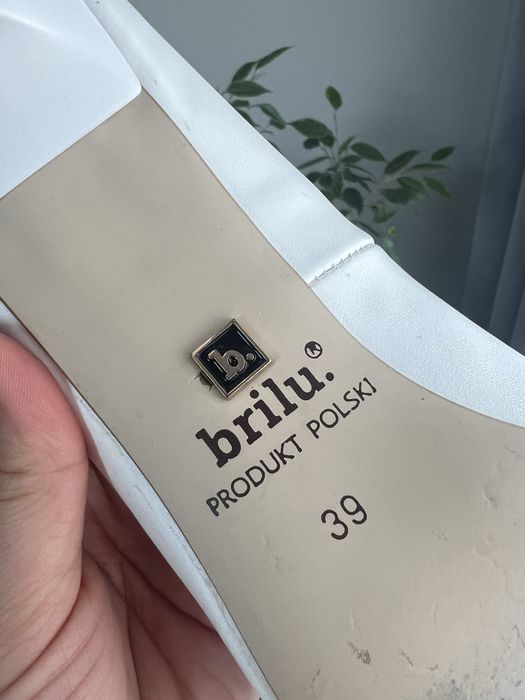 b.
brilu.®
PRODUKT POLSKI
39